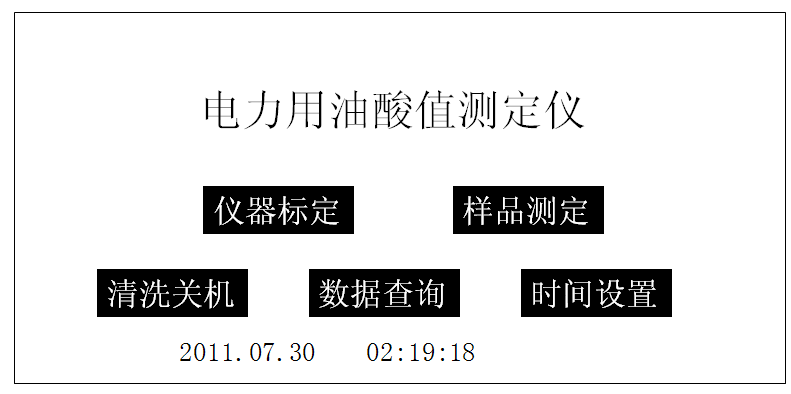 电力用油酸值测定仪
仪器标定 样品测定
清洗关机 数据查询 时间设置
2011.07.30 02:19:18